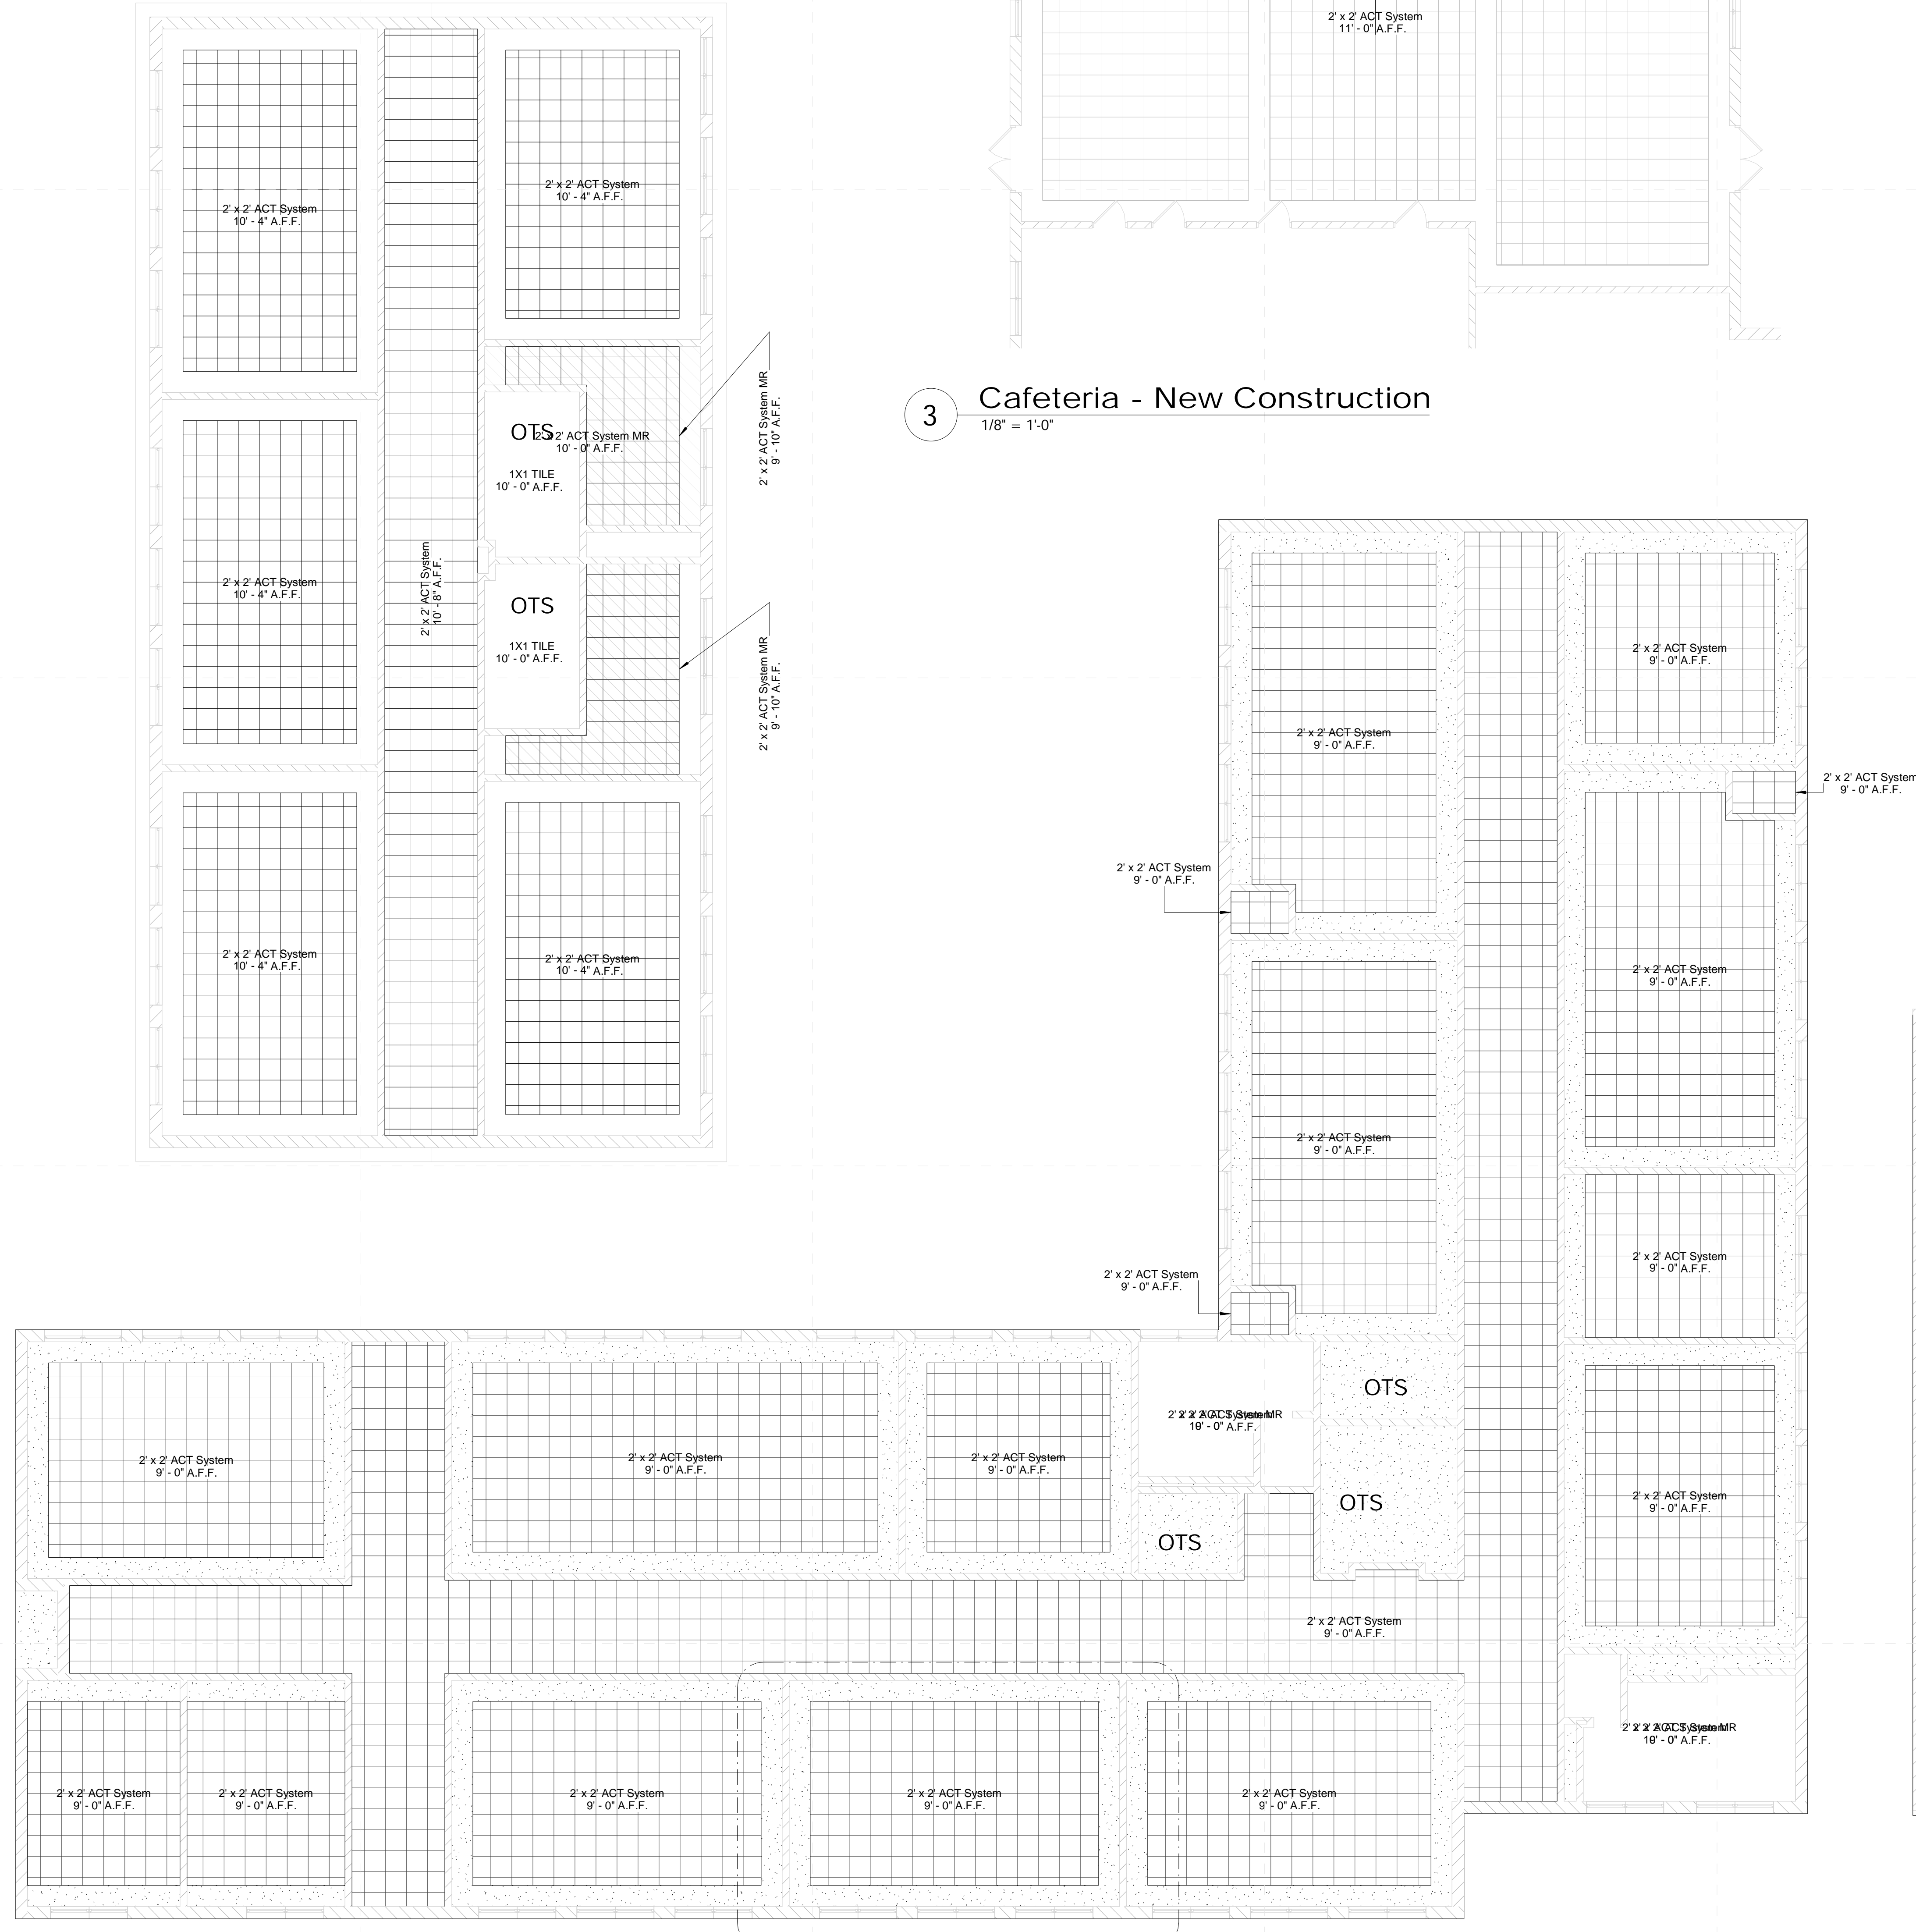 2' x 2' ACT System
11' - 0" A.F.F.
2' x 2' ACT System
10' - 4" A.F.F.
2' x 2' ACT System
10' - 4" A.F.F.
3
Cafeteria - New Construction
1/8" = 1'-0"
2' x 2' ACT System MR
9' - 10" A.F.F.
OTS
2' x 2' ACT System MR
10' - 0" A.F.F.
1X1 TILE
10' - 0" A.F.F.
2' x 2' ACT System
10' - 4" A.F.F.
2' x 2' ACT System
10' - 8" A.F.F.
OTS
1X1 TILE
10' - 0" A.F.F.
2' x 2' ACT System MR
9' - 10" A.F.F.
2' x 2' ACT System
10' - 4" A.F.F.
2' x 2' ACT System
10' - 4" A.F.F.
2' x 2' ACT System
9' - 0" A.F.F.
2' x 2' ACT System
9' - 0" A.F.F.
2' x 2' ACT System
9' - 0" A.F.F.
2' x 2' ACT System
9' - 0" A.F.F.
2' x 2' ACT System
9' - 0" A.F.F.
2' x 2' ACT System
9' - 0" A.F.F.
2' x 2' ACT System
9' - 0" A.F.F.
2' x 2' ACT System
9' - 0" A.F.F.
2' x 2' ACT System
9' - 0" A.F.F.
OTS
2' x 2' ACT System
9' - 0" A.F.F.
2' x 2' ACT System
9' - 0" A.F.F.
2' x 2' ACT System
9' - 0" A.F.F.
OTS
OTS
2' x 2' ACT System
9' - 0" A.F.F.
2' x 2' ACT System
9' - 0" A.F.F.
2' x 2' ACT System
9' - 0" A.F.F.
2' x 2' ACT System
9' - 0" A.F.F.
2' x 2' ACT System
9' - 0" A.F.F.
2' x 2' ACT System
9' - 0" A.F.F.
2' x 2' ACT System
9' - 0" A.F.F.